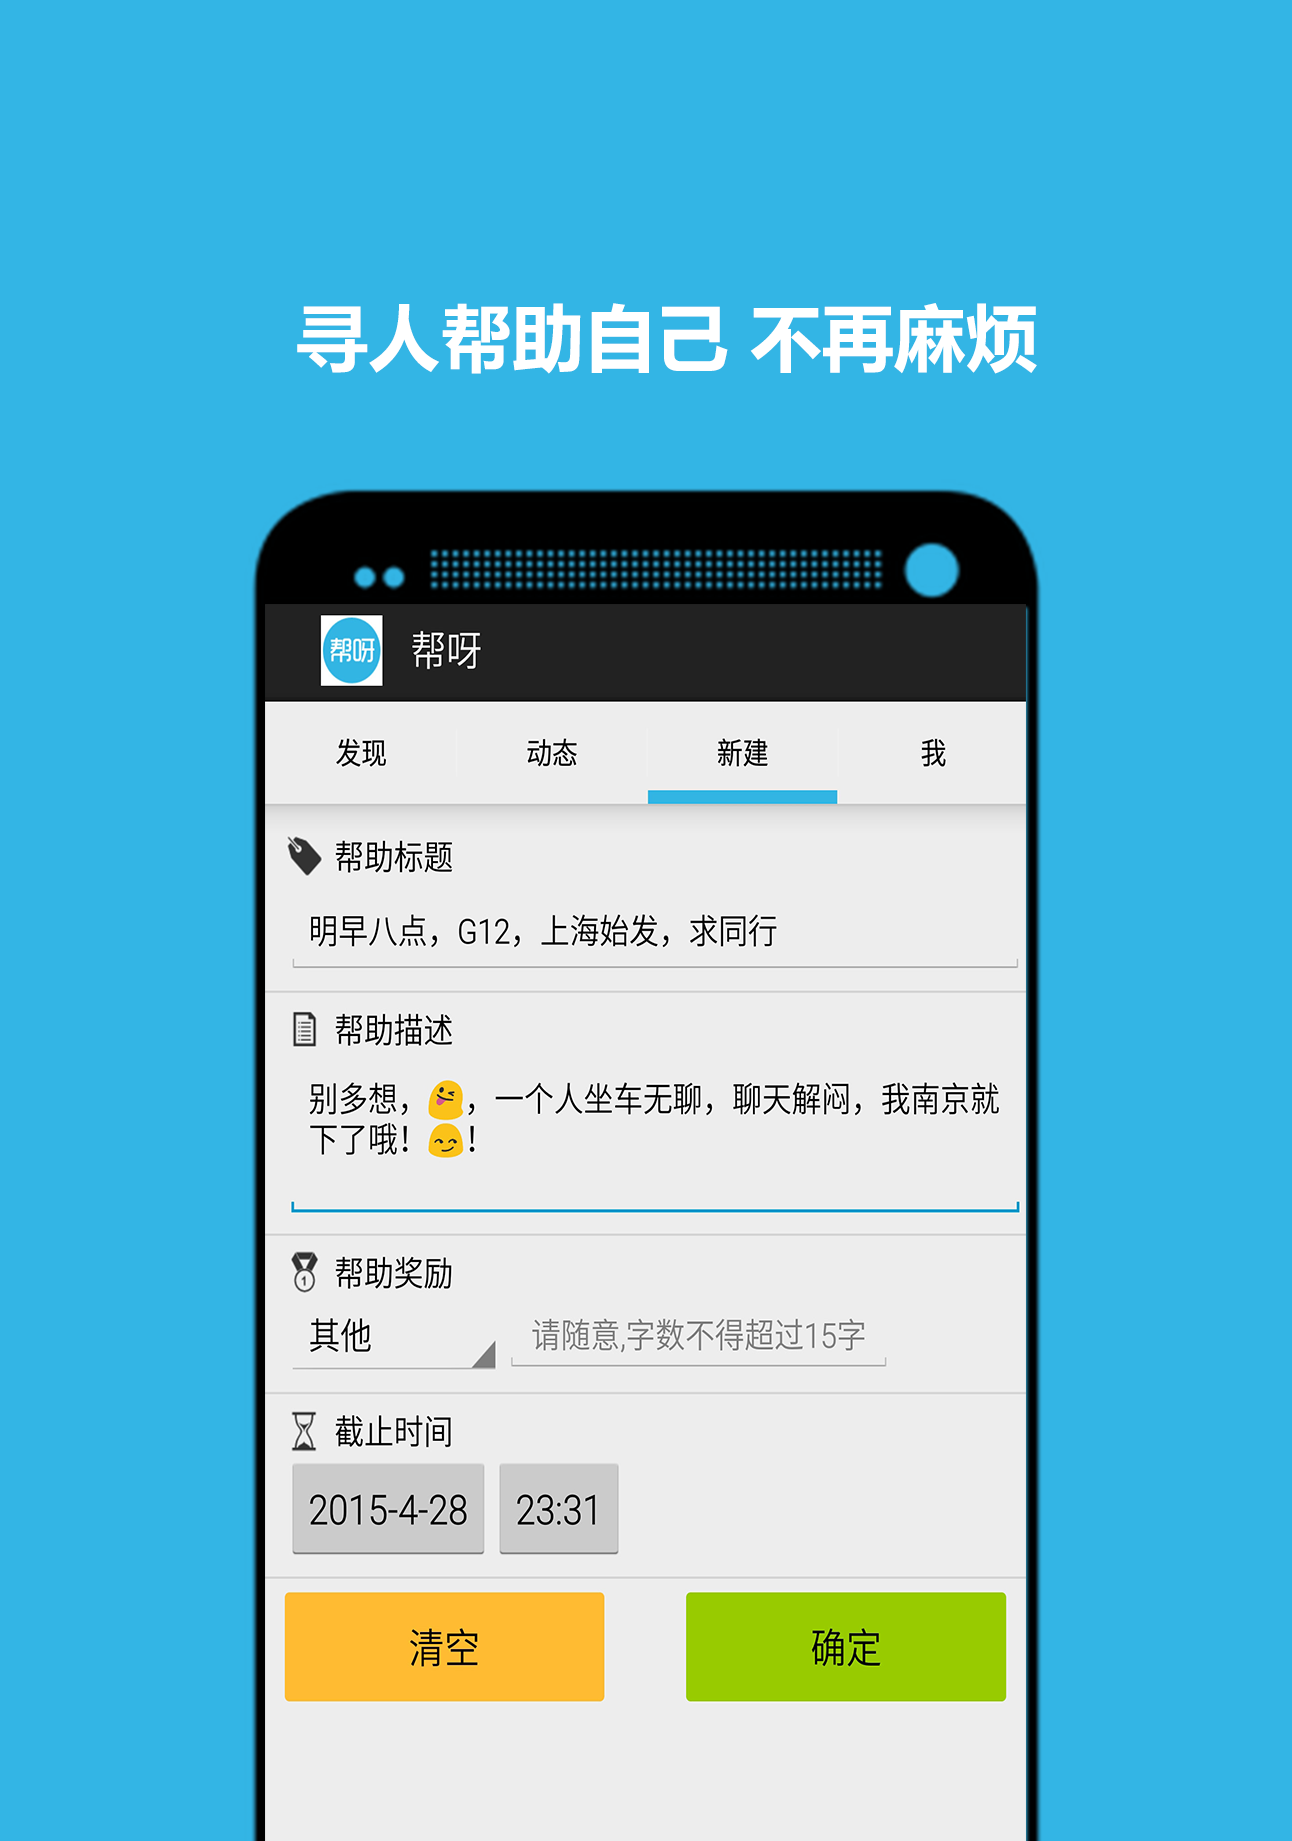 寻人帮助自己 不再麻烦
帮呀 帮呀
发现 动态 新建 我
帮助标题
明早八点，G12，上海始发，求同行
帮助描述
别多想，😜，一个人坐车无聊，聊天解闷，我南京就
下了哦！😏！
1 帮助奖励
其他 请随意,字数不得超过15字
截止时间
2015-4-28 23:31
清空 确定